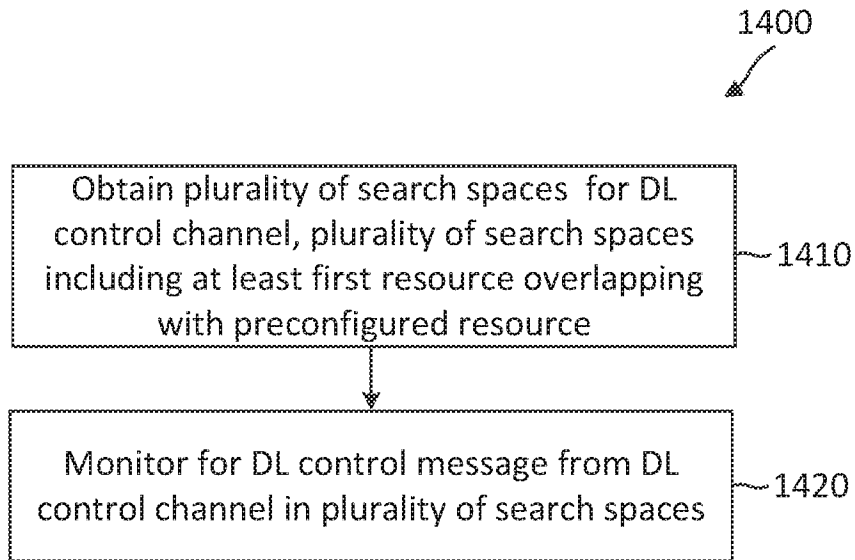 1400
Obtain plurality of search spaces for DL
control channel, plurality of search spaces
including at least first resource overlapping
with preconfigured resource
1410
Monitor for DL control message from DL
control channel in plurality of search spaces
1420